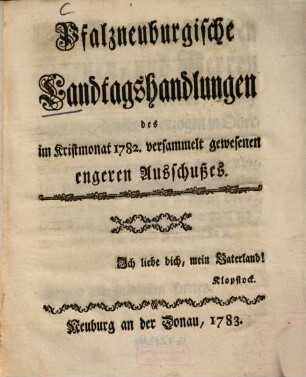 Pfalzneuburgische
Landtagshandlungen
des
im Kristmonat 1782. versammelt gewesenen
engeren Ausschußes.
Ich liebe dich, mein Vaterland!
Klopstock.
Neuburg an der Donau, 1783.